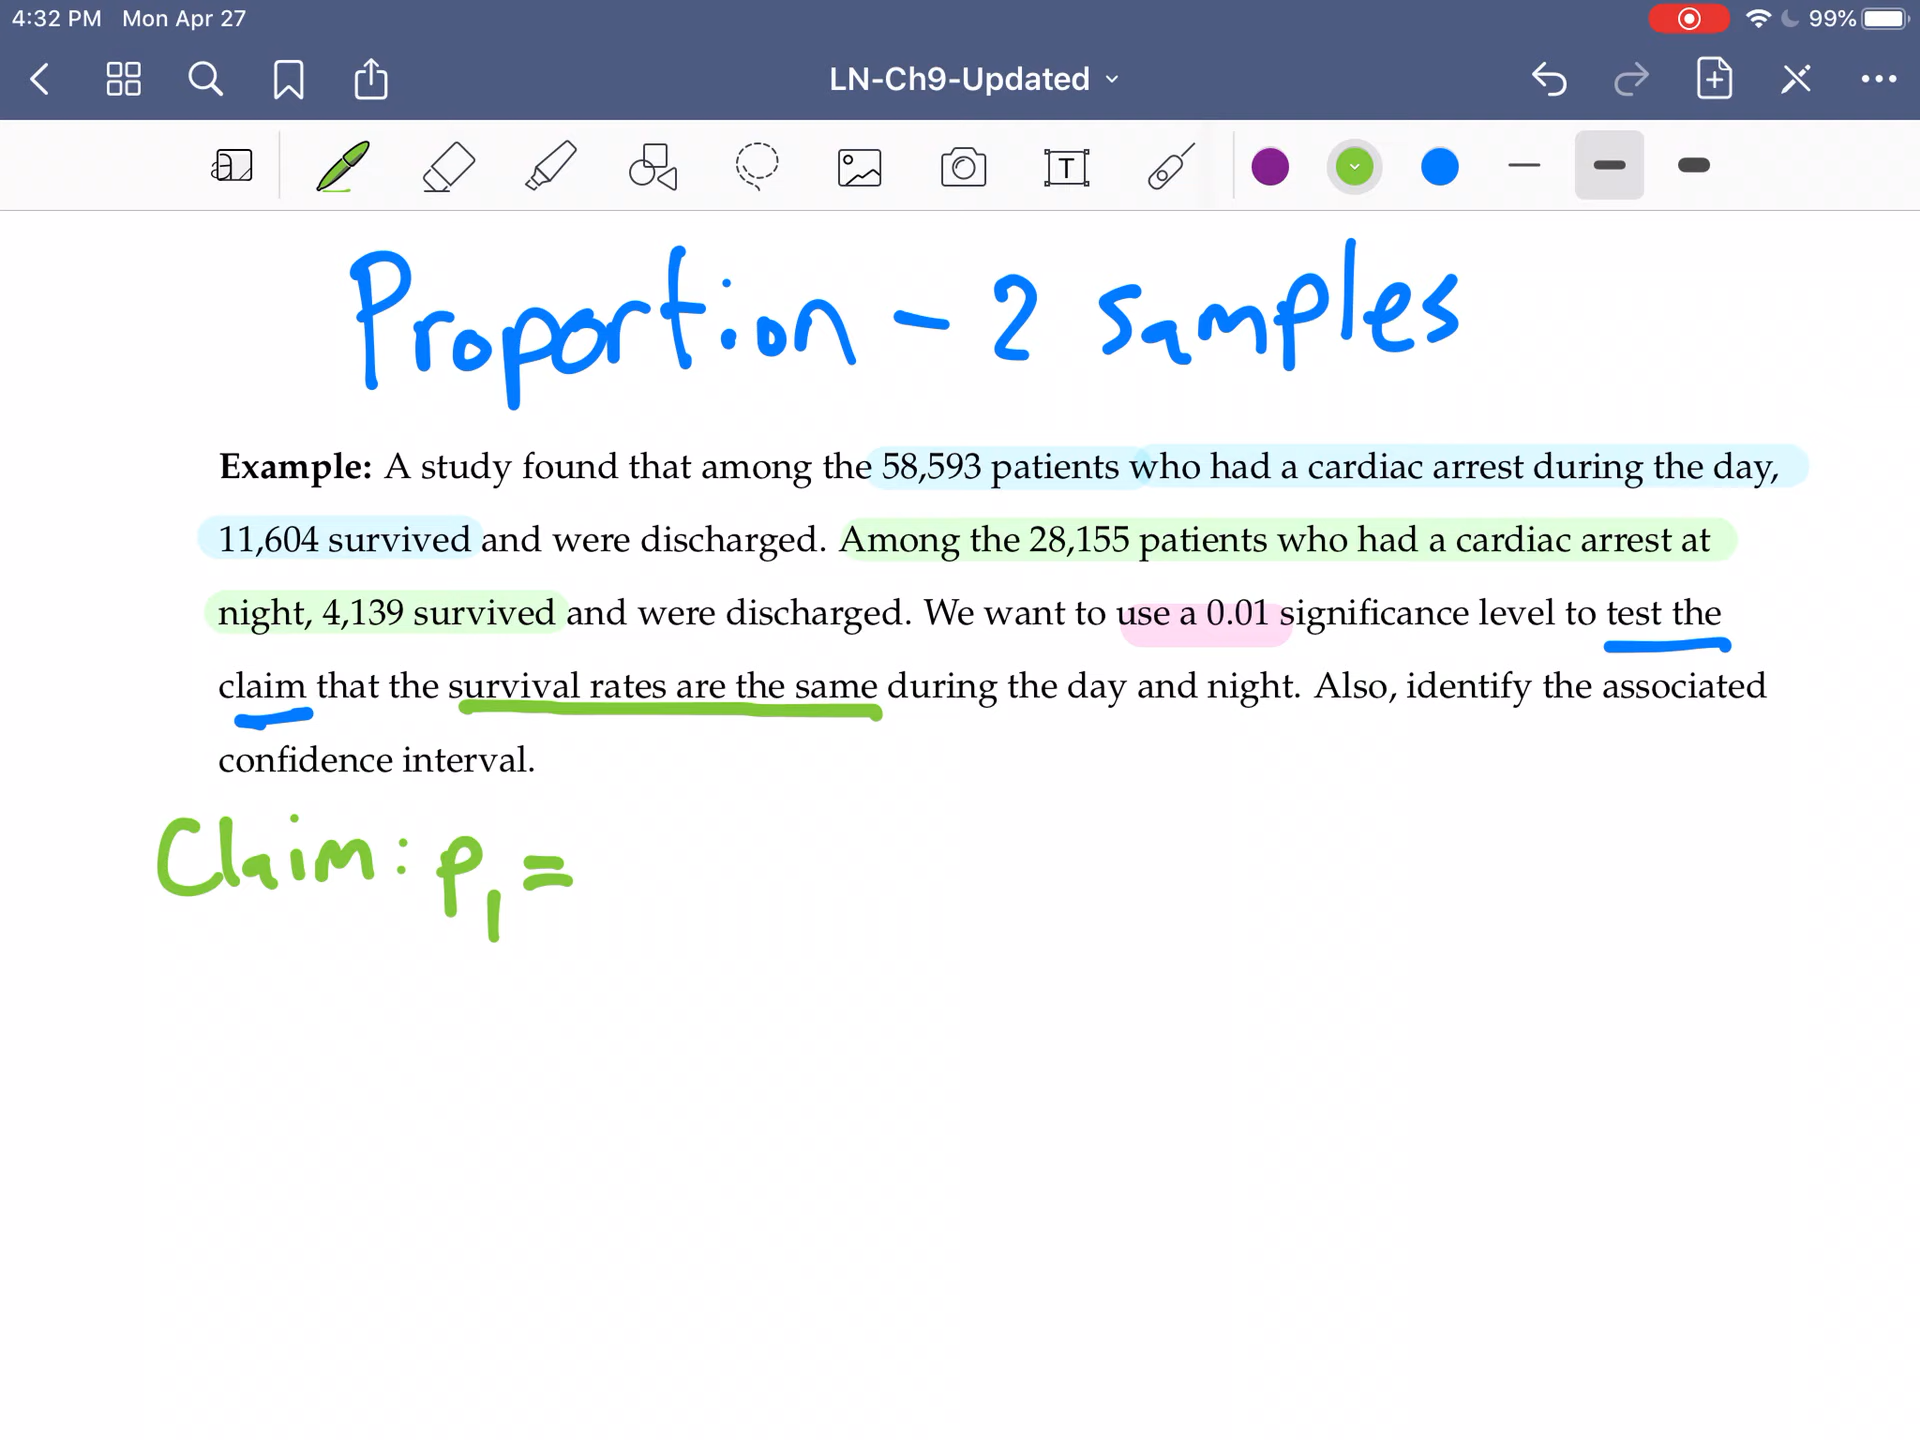 4:32 PM Mon Apr 27
99%
LN-Ch9-Updated
T
Proportion - 2 samples
Example: A study found that among the 58,593 patients who had a cardiac arrest during the day,
11,604 survived and were discharged. Among the 28,155 patients who had a cardiac arrest at
night, 4,139 survived and were discharged. We want to use a 0.01 significance level to test the
claim that the survival rates are the same during the day and night. Also, identify the associated
confidence interval.
Claim: p₁ =